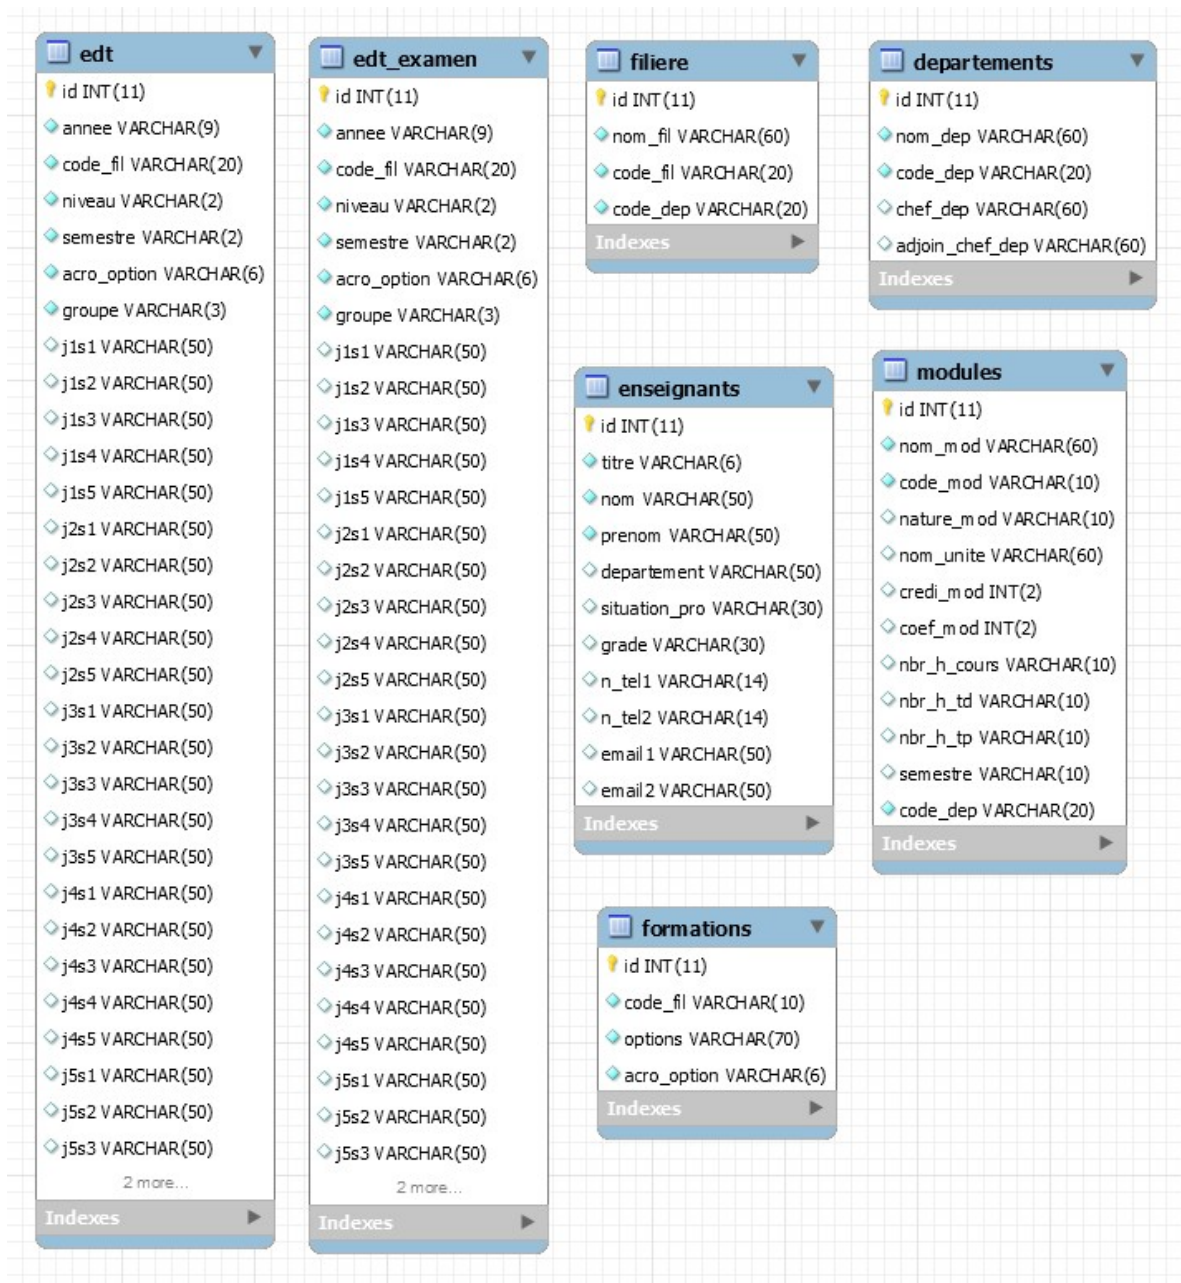 edt
id INT(11)
annee VARCHAR(9)
code_fil VARCHAR(20)
niveau VARCHAR(2)
semestre VARCHAR(2)
acro_option VARCHAR(6)
groupe VARCHAR(3)
j1s1 VARCHAR(50)
j1s2 VARCHAR(50)
j1s3 VARCHAR(50)
j1s4 VARCHAR(50)
j1s5 VARCHAR(50)
j2s1 VARCHAR(50)
j2s2 VARCHAR(50)
j2s3 VARCHAR(50)
j2s4 VARCHAR(50)
j2s5 VARCHAR(50)
j3s1 VARCHAR(50)
j3s2 VARCHAR(50)
j3s3 VARCHAR(50)
j3s4 VARCHAR(50)
j3s5 VARCHAR(50)
j4s1 VARCHAR(50)
j4s2 VARCHAR(50)
j4s3 VARCHAR(50)
j4s4 VARCHAR(50)
j4s5 VARCHAR(50)
j5s1 VARCHAR(50)
j5s2 VARCHAR(50)
j5s3 VARCHAR(50)
2 more...
Indexes
edt_examen
id INT(11)
annee VARCHAR(9)
code_fil VARCHAR(20)
niveau VARCHAR(2)
semestre VARCHAR(2)
acro_option VARCHAR(6)
groupe VARCHAR(3)
j1s1 VARCHAR(50)
j1s2 VARCHAR(50)
j1s3 VARCHAR(50)
j1s4 VARCHAR(50)
j1s5 VARCHAR(50)
j2s1 VARCHAR(50)
j2s2 VARCHAR(50)
j2s3 VARCHAR(50)
j2s4 VARCHAR(50)
j2s5 VARCHAR(50)
j3s1 VARCHAR(50)
j3s2 VARCHAR(50)
j3s3 VARCHAR(50)
j3s4 VARCHAR(50)
j3s5 VARCHAR(50)
j4s1 VARCHAR(50)
j4s2 VARCHAR(50)
j4s3 VARCHAR(50)
j4s4 VARCHAR(50)
j4s5 VARCHAR(50)
j5s1 VARCHAR(50)
j5s2 VARCHAR(50)
j5s3 VARCHAR(50)
2 more...
Indexes
filiere
id INT(11)
nom_fil VARCHAR(60)
code_fil VARCHAR(20)
code_dep VARCHAR(20)
Indexes
departements
id INT(11)
nom_dep VARCHAR(60)
code_dep VARCHAR(20)
chef_dep VARCHAR(60)
adjoin_chef_dep VARCHAR(60)
Indexes
enseignants
id INT(11)
titre VARCHAR(6)
nom VARCHAR(50)
prenom VARCHAR(50)
departement VARCHAR(50)
situation_pro VARCHAR(30)
grade VARCHAR(30)
n_tel1 VARCHAR(14)
n_tel2 VARCHAR(14)
email1 VARCHAR(50)
email2 VARCHAR(50)
Indexes
modules
id INT(11)
nom_mod VARCHAR(60)
code_mod VARCHAR(10)
nature_mod VARCHAR(10)
nom_unite VARCHAR(60)
credi_mod INT(2)
coef_mod INT(2)
nbr_h_cours VARCHAR(10)
nbr_h_td VARCHAR(10)
nbr_h_tp VARCHAR(10)
semestre VARCHAR(10)
code_dep VARCHAR(20)
Indexes
formations
id INT(11)
code_fil VARCHAR(10)
options VARCHAR(70)
acro_option VARCHAR(6)
Indexes